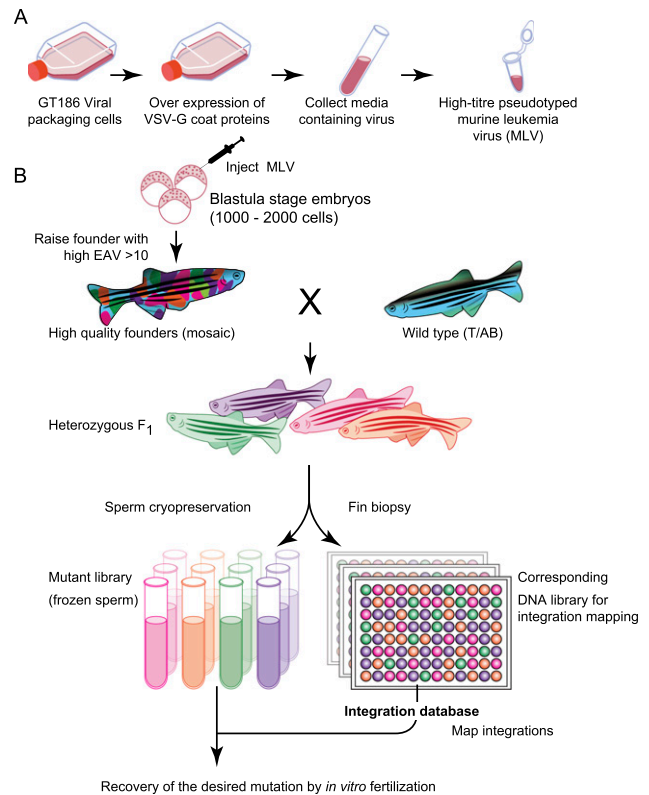 A
GT186 Viral
packaging cells
Over expression of
VSV-G coat proteins
Collect media
containing virus
High-titre pseudotyped
murine leukemia
virus (MLV)
B
Inject MLV
Blastula stage embryos
(1000 - 2000 cells)
Raise founder with
high EAV >10
High quality founders (mosaic)
X
Wild type (T/AB)
Heterozygous F1
Sperm cryopreservation
Fin biopsy
Mutant library
(frozen sperm)
Corresponding
DNA library for
integration mapping
Integration database
Map integrations
Recovery of the desired mutation by in vitro fertilization